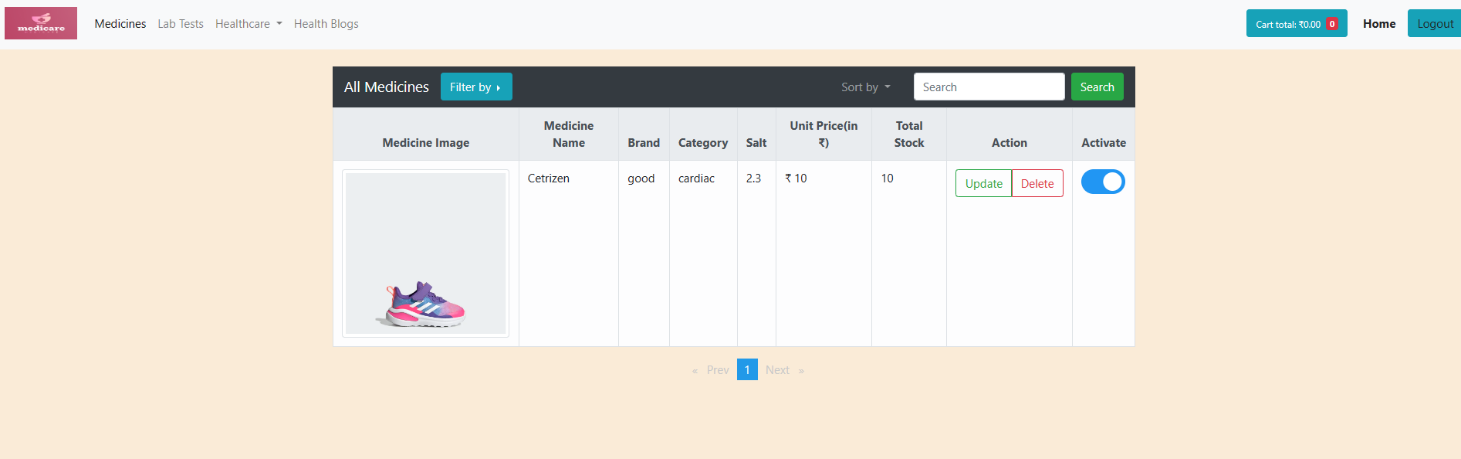 medicare
Medicines Lab Tests Healthcare Health Blogs Cart total: ₹0.00 0 Home Logout
All Medicines Filter by Sort by Search Search
Medicine Image Medicine Name Brand Category Salt Unit Price(in ₹) Total Stock Action Activate
Cetrizen good cardiac 2.3 ₹ 10 10 Update Delete
« Prev 1 Next »